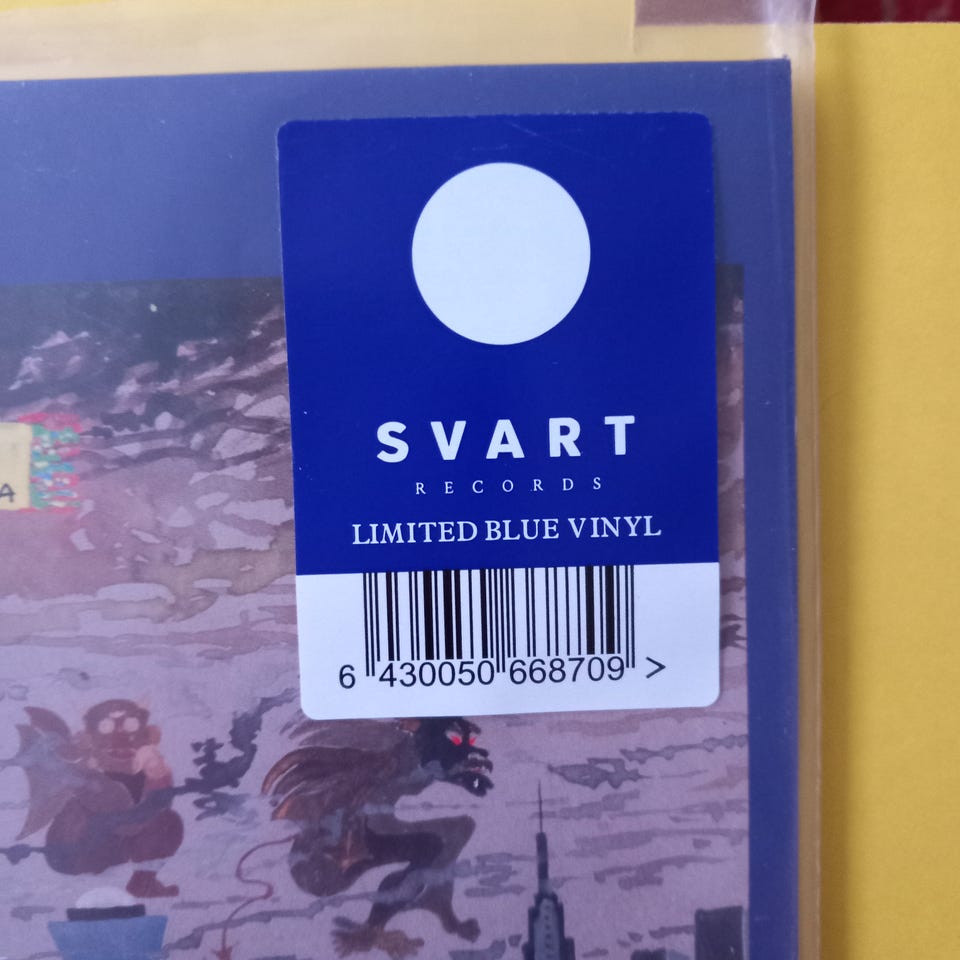 SVART
RECORDS
LIMITED BLUE VINYL
6 430050 668709 >
A